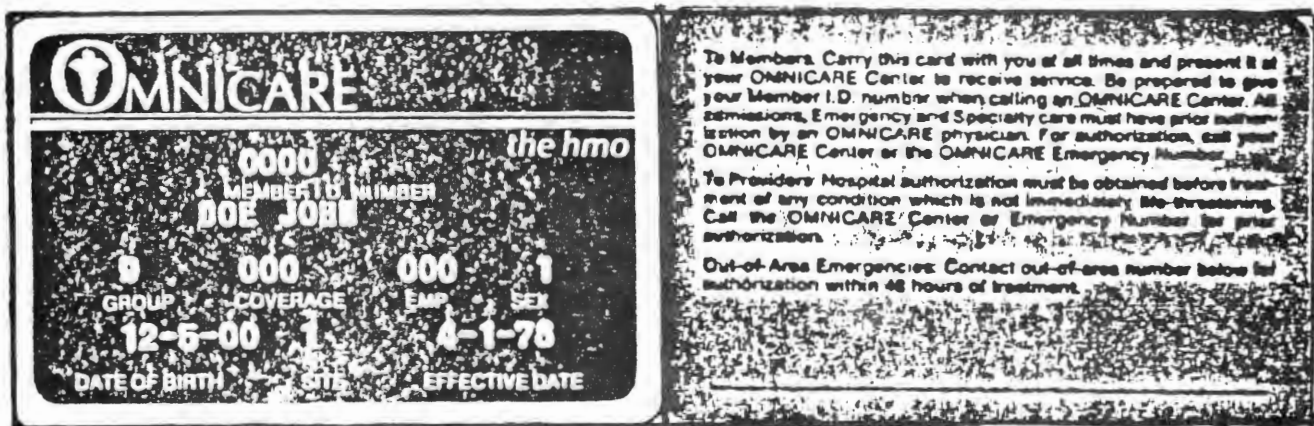 OMNICARE
the hmo
0000
MEMBER I.D. NUMBER
DOE JOHN
0 000 000 1
GROUP COVERAGE EMP. SEX
12-5-00 1 4-1-78
DATE OF BIRTH SITE EFFECTIVE DATE
To Members. Carry this card with you at all times and present it at
your OMNICARE Center to receive service. Be prepared to give
your Member I.D. number when calling an OMNICARE Center. All
admissions, Emergency and Specialty care must have prior author-
ization by an OMNICARE physician. For authorization, call your
OMNICARE Center or the OMNICARE Emergency Number.
To Providers: Hospital authorization must be obtained before treat-
ment of any condition which is not immediately life-threatening.
Call the OMNICARE Center or Emergency Number for prior
authorization.
Out-of-Area Emergencies: Contact out-of-area number below for
authorization within 48 hours of treatment.